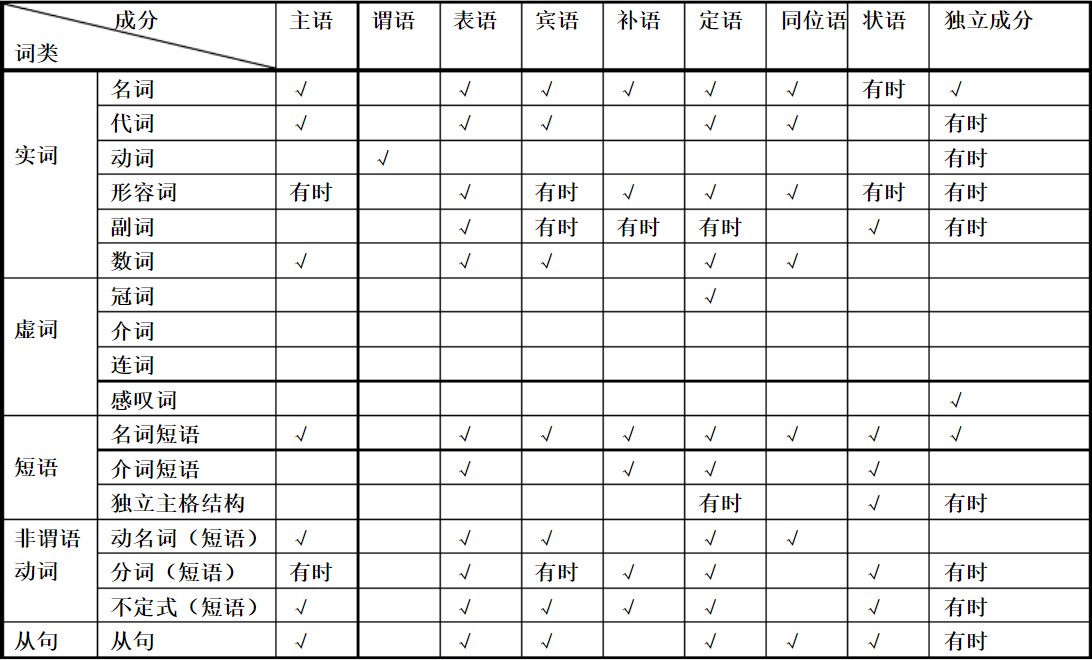 成分 主语 谓语 表语 宾语 补语 定语 同位语 状语 独立成分
词类
实词 名词 √ √ √ √ √ √ 有时 √
代词 √ √ √ √ √ 有时
动词 √ 有时
形容词 有时 √ 有时 √ √ √ 有时 有时
副词 √ 有时 有时 有时 √ 有时
数词 √ √ √ √ √
虚词 冠词 √
介词
连词
感叹词 √
短语 名词短语 √ √ √ √ √ √ √ √
介词短语 √ √ √ √
独立主格结构 有时 √ 有时
非谓语 动名词（短语） √ √ √ √ √
动词 分词（短语） 有时 √ 有时 √ √ √ 有时
不定式（短语） √ √ √ √ √ √ 有时
从句 从句 √ √ √ √ √ √ 有时